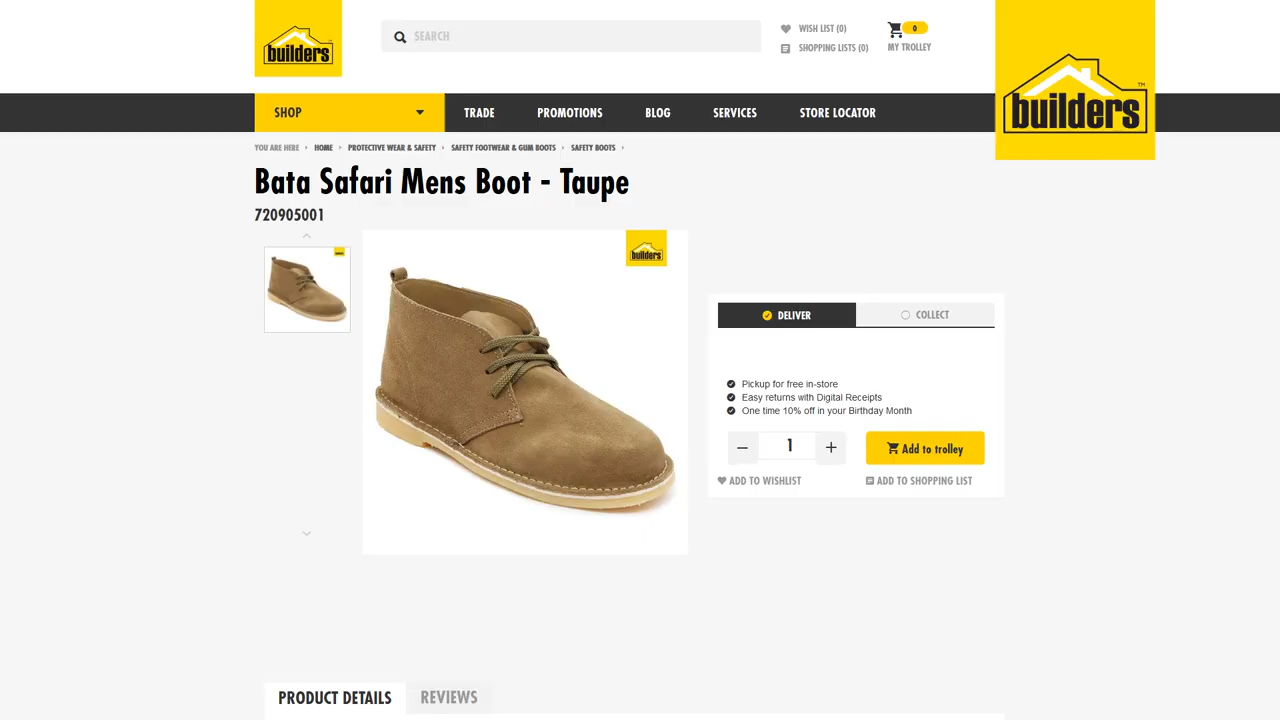 builders
SEARCH
WISH LIST (0)
SHOPPING LISTS (0)
0
MY TROLLEY
builders™
SHOP
TRADE
PROMOTIONS
BLOG
SERVICES
STORE LOCATOR
YOU ARE HERE
HOME
PROTECTIVE WEAR & SAFETY
SAFETY FOOTWEAR & GUM BOOTS
SAFETY BOOTS
Bata Safari Mens Boot - Taupe
720905001
builders
DELIVER
COLLECT
Pickup for free in-store
Easy returns with Digital Receipts
One time 10% off in your Birthday Month
1
Add to trolley
ADD TO WISHLIST
ADD TO SHOPPING LIST
PRODUCT DETAILS
REVIEWS